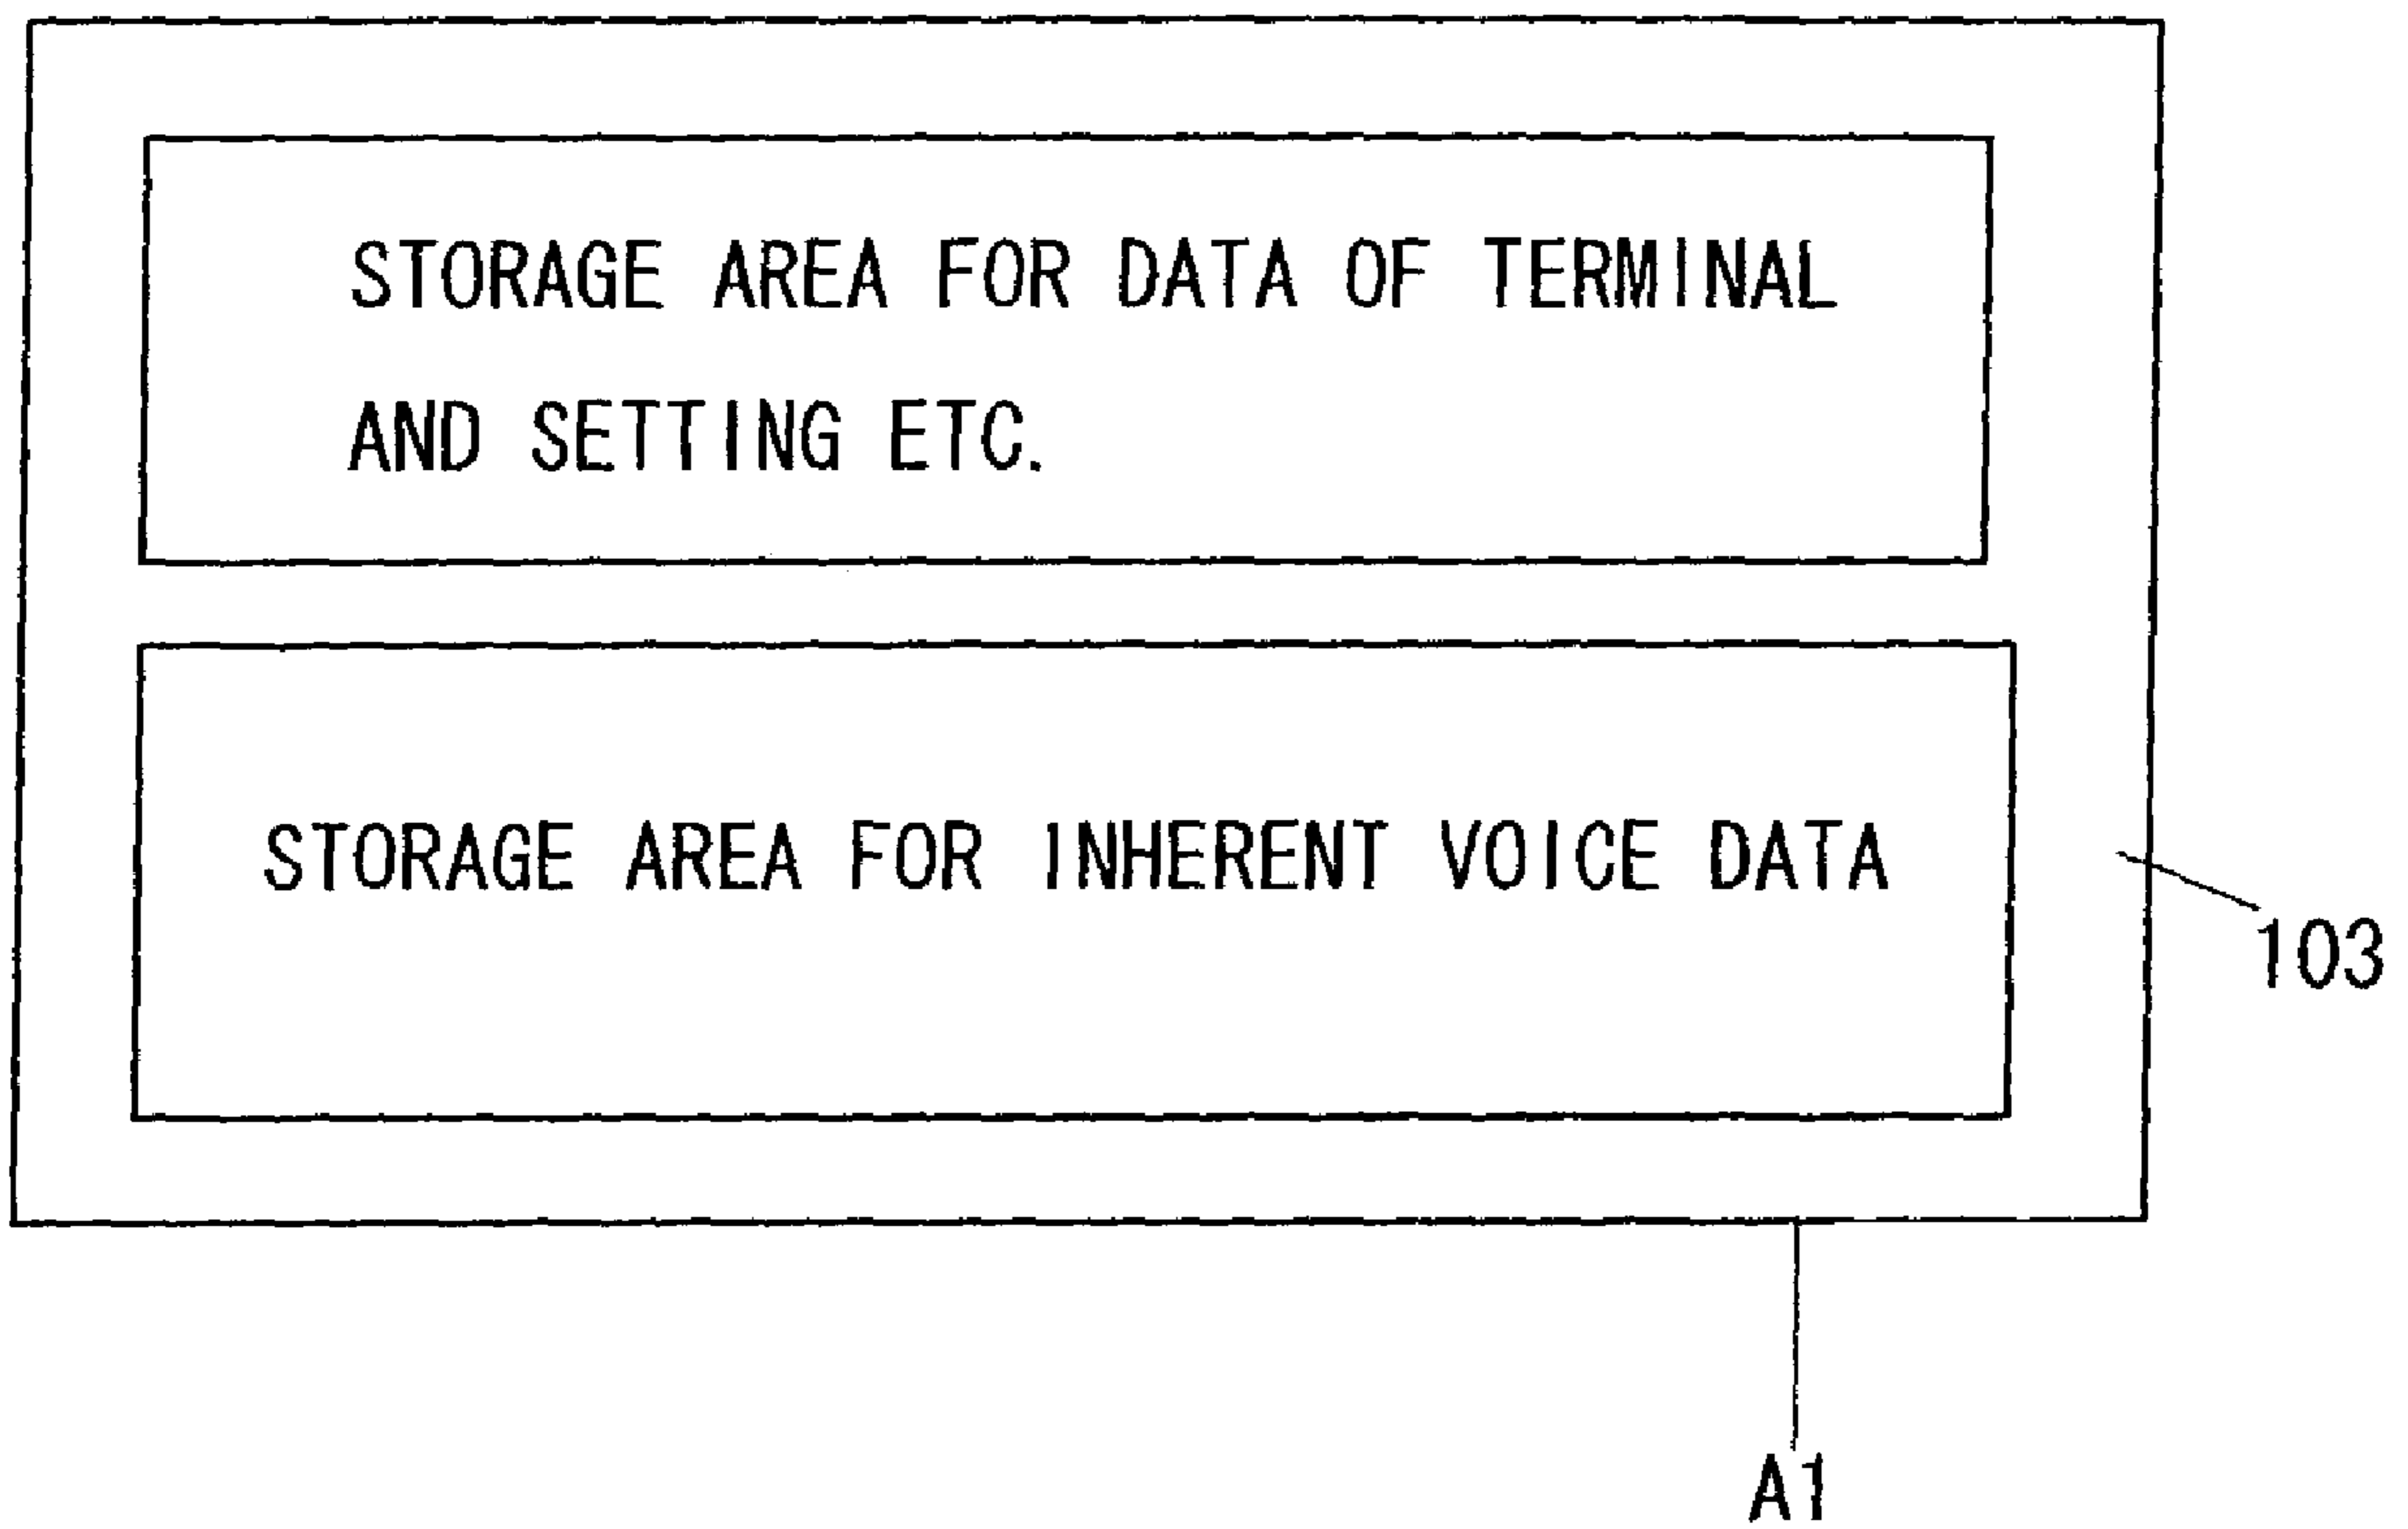 STORAGE AREA FOR DATA OF TERMINAL
AND SETTING ETC.
STORAGE AREA FOR INHERENT VOICE DATA
103
A1